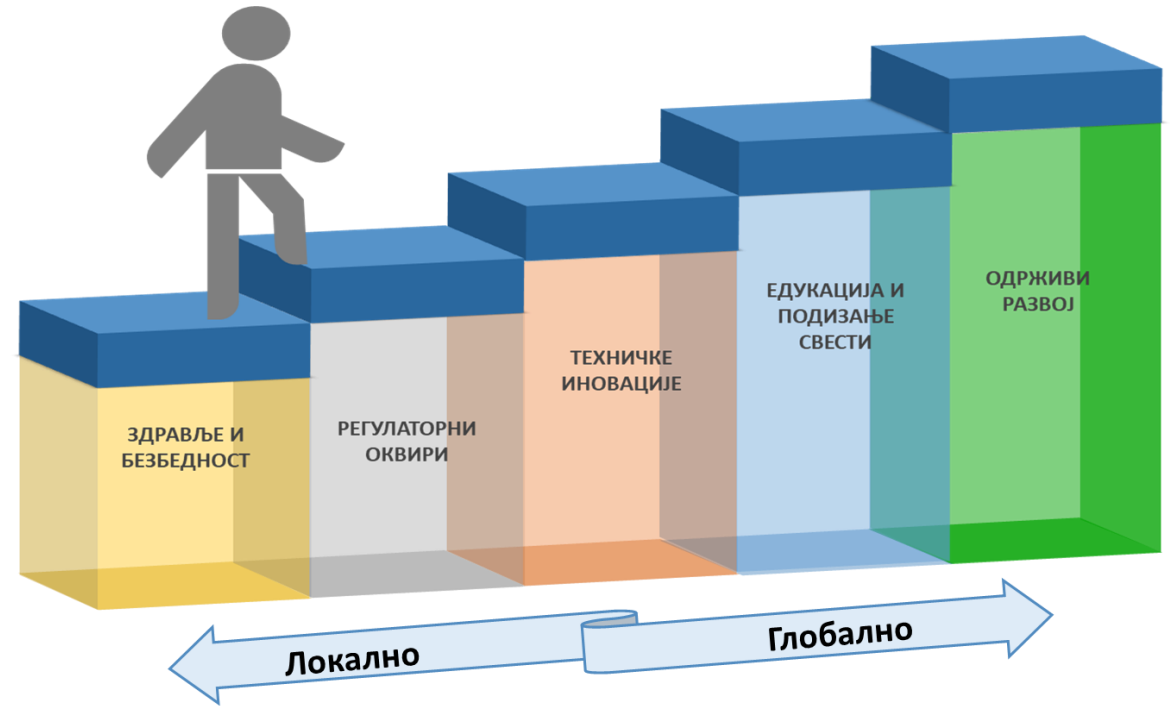 ЗДРАВЉЕ И
БЕЗБЕДНОСТ
РЕГУЛАТОРНИ
ОКВИРИ
ТЕХНИЧКЕ
ИНОВАЦИЈЕ
ЕДУКАЦИЈА И
ПОДИЗАЊЕ
СВЕСТИ
ОДРЖИВИ
РАЗВОЈ
Локално
Глобално